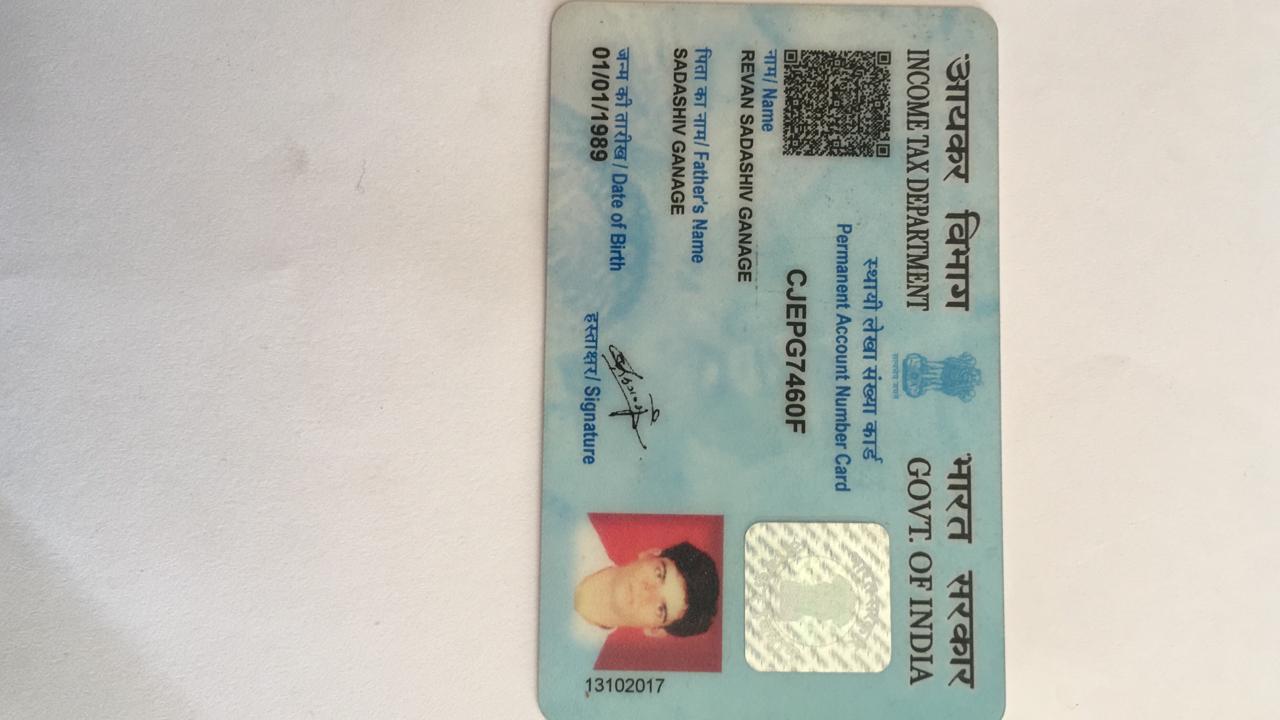 आयकर विभाग
INCOME TAX DEPARTMENT
भारत सरकार
GOVT. OF INDIA
स्थायी लेखा संख्या कार्ड
Permanent Account Number Card
CJEPG7460F
नाम/ Name
REVAN SADASHIV GANAGE
पिता का नाम/ Father's Name
SADASHIV GANAGE
जन्म की तारीख / Date of Birth
01/01/1989
हस्ताक्षर/ Signature
13102017